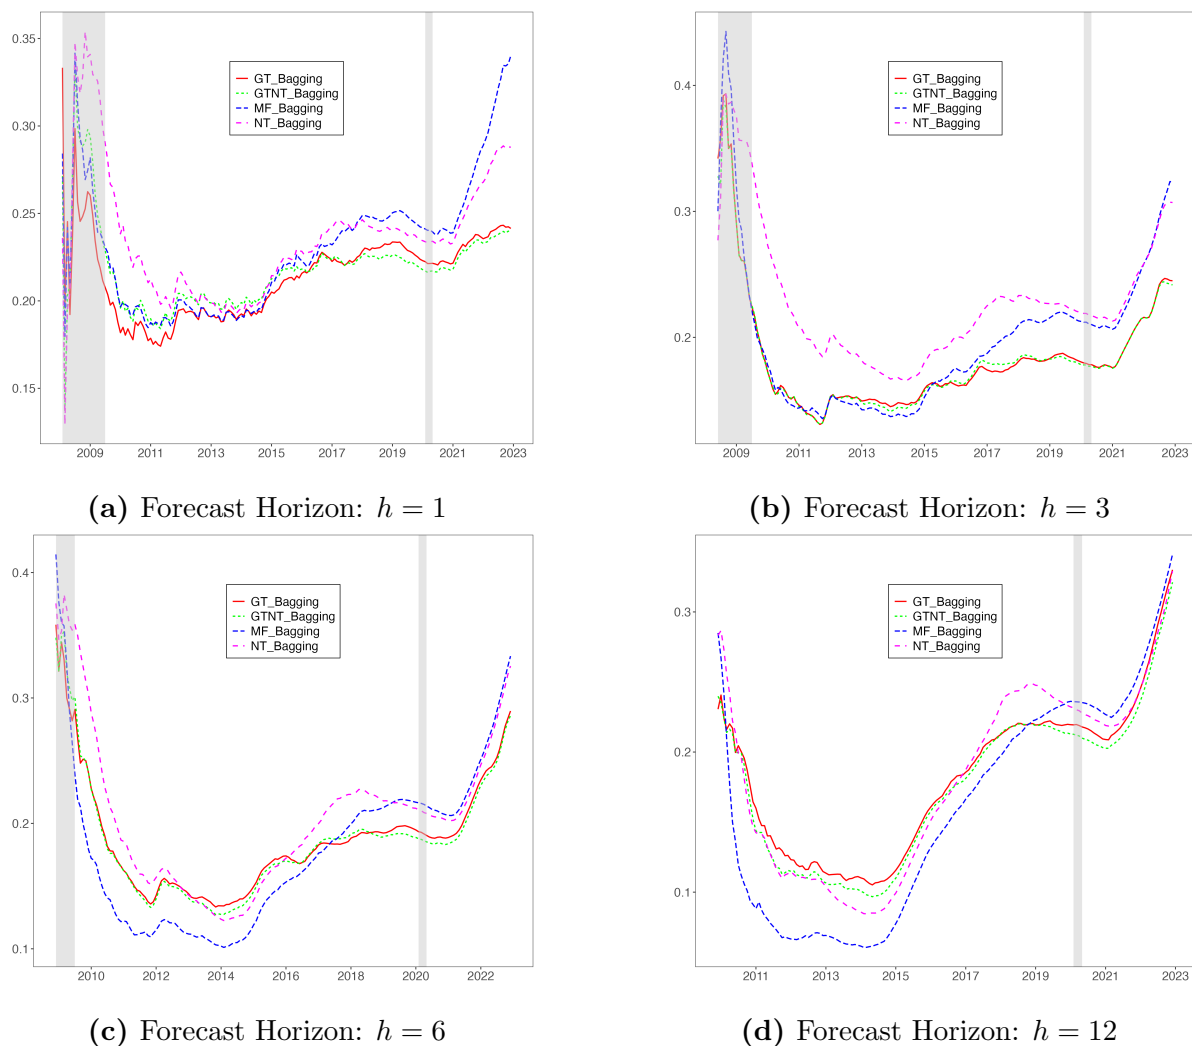 0.35
0.30
0.25
0.20
0.15
GT_Bagging
GTNT_Bagging
MF_Bagging
NT_Bagging
2009 2011 2013 2015 2017 2019 2021 2023
(a) Forecast Horizon: h = 1
0.4
0.3
0.2
GT_Bagging
GTNT_Bagging
MF_Bagging
NT_Bagging
2009 2011 2013 2015 2017 2019 2021 2023
(b) Forecast Horizon: h = 3
0.4
0.3
0.2
0.1
GT_Bagging
GTNT_Bagging
MF_Bagging
NT_Bagging
2010 2012 2014 2016 2018 2020 2022
(c) Forecast Horizon: h = 6
0.3
0.2
0.1
GT_Bagging
GTNT_Bagging
MF_Bagging
NT_Bagging
2011 2013 2015 2017 2019 2021 2023
(d) Forecast Horizon: h = 12